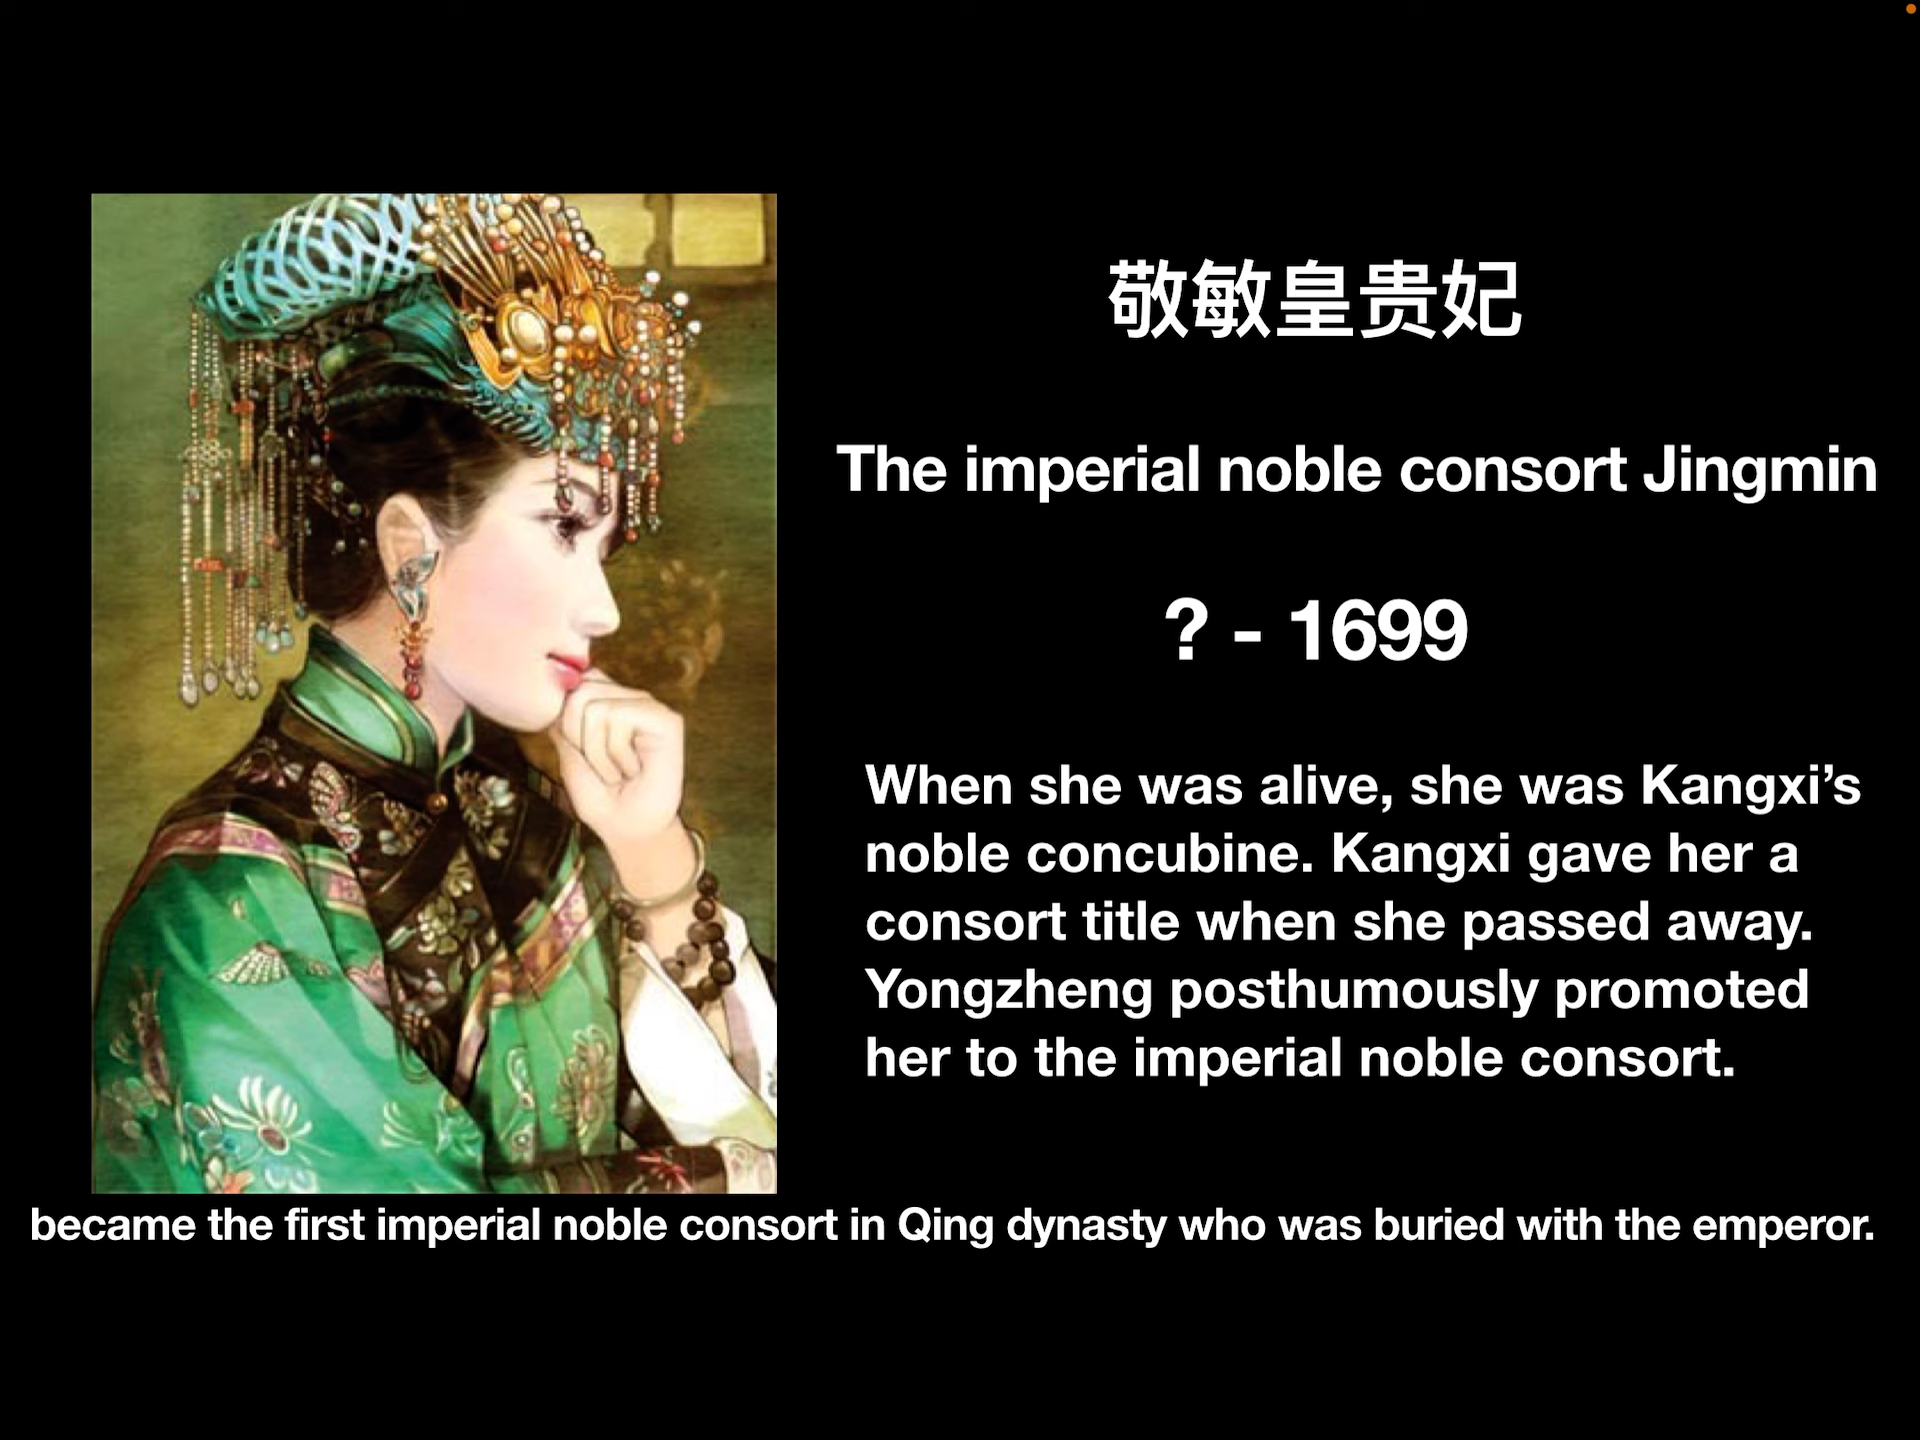 敬敏皇贵妃
The imperial noble consort Jingmin
? - 1699
When she was alive, she was Kangxi’s
noble concubine. Kangxi gave her a
consort title when she passed away.
Yongzheng posthumously promoted
her to the imperial noble consort.
became the first imperial noble consort in Qing dynasty who was buried with the emperor.